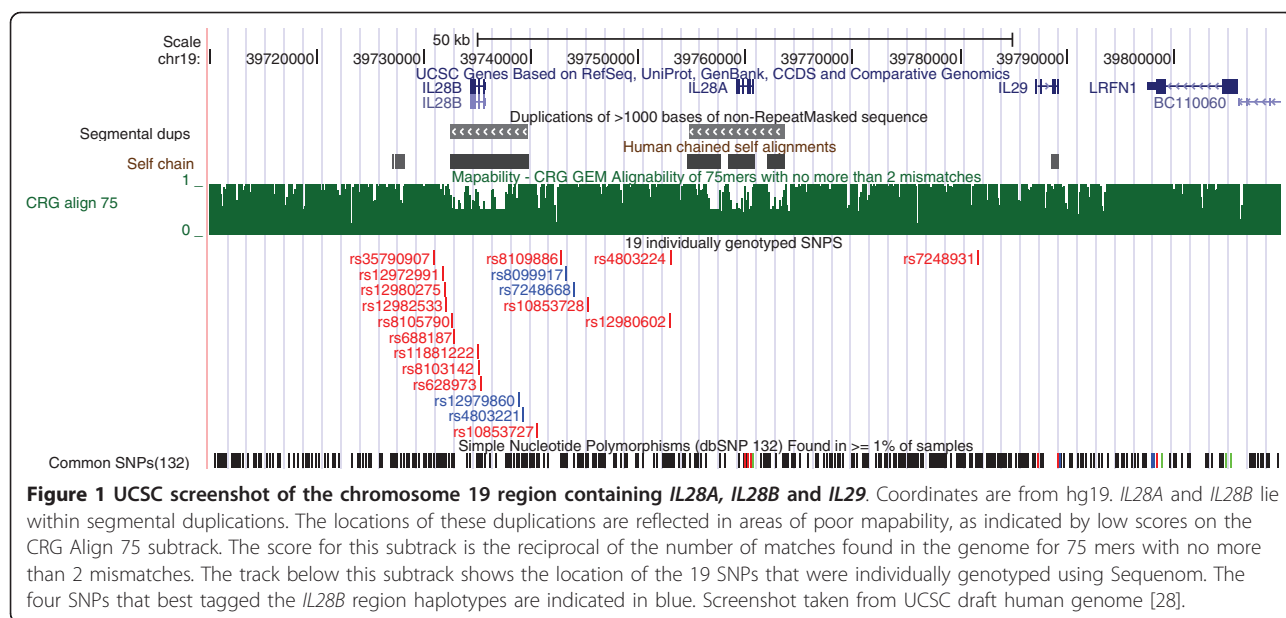 Scale 50 kb
chr19: 39720000 39730000 39740000 39750000 39760000 39770000 39780000 39790000 39800000
UCSC Genes Based on RefSeq, UniProt, GenBank, CCDS and Comparative Genomics
IL28B IL28A IL29 LRFN1
IL28B BC110060
Duplications of >1000 bases of non-RepeatMasked sequence
Segmental dups
Human chained self alignments
Self chain
Mapability - CRG GEM Alignability of 75mers with no more than 2 mismatches
1
CRG align 75
0
19 individually genotyped SNPS
rs35790907 rs8109886 rs4803224 rs7248931
rs12972991 rs8099917
rs12980275 rs7248668
rs12982533 rs10853728
rs8105790 rs12980602
rs688187
rs11881222
rs8103142
rs628973
rs12979860
rs4803221
rs10853727
Simple Nucleotide Polymorphisms (dbSNP 132) Found in >= 1% of samples
Common SNPs(132)
Figure 1 UCSC screenshot of the chromosome 19 region containing IL28A, IL28B and IL29. Coordinates are from hg19. IL28A and IL28B lie
within segmental duplications. The locations of these duplications are reflected in areas of poor mapability, as indicated by low scores on the
CRG Align 75 subtrack. The score for this subtrack is the reciprocal of the number of matches found in the genome for 75 mers with no more
than 2 mismatches. The track below this subtrack shows the location of the 19 SNPs that were individually genotyped using Sequenom. The
four SNPs that best tagged the IL28B region haplotypes are indicated in blue. Screenshot taken from UCSC draft human genome [28].